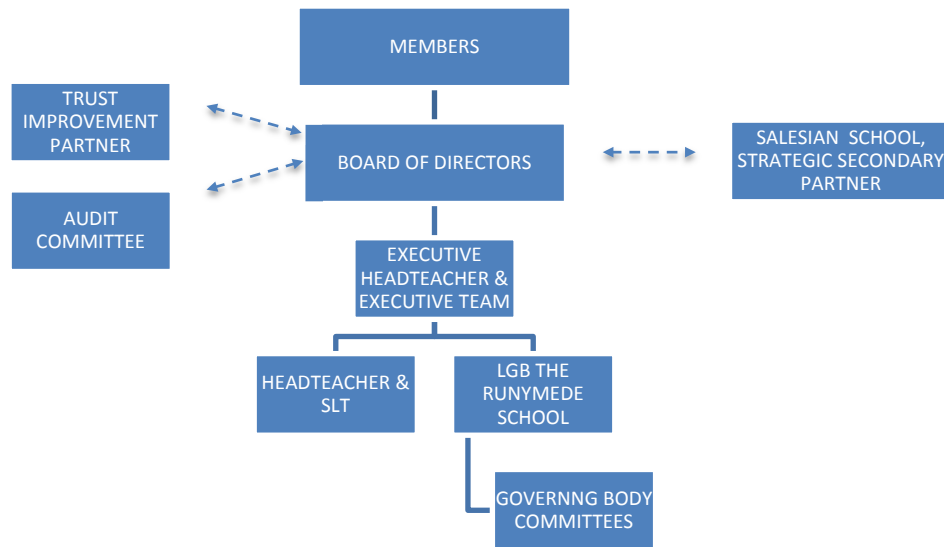 MEMBERS
TRUST
IMPROVEMENT
PARTNER
BOARD OF DIRECTORS
SALESIAN SCHOOL,
STRATEGIC SECONDARY
PARTNER
AUDIT
COMMITTEE
EXECUTIVE
HEADTEACHER &
EXECUTIVE TEAM
HEADTEACHER &
SLT
LGB THE
RUNYMEDE
SCHOOL
GOVERNNG BODY
COMMITTEES